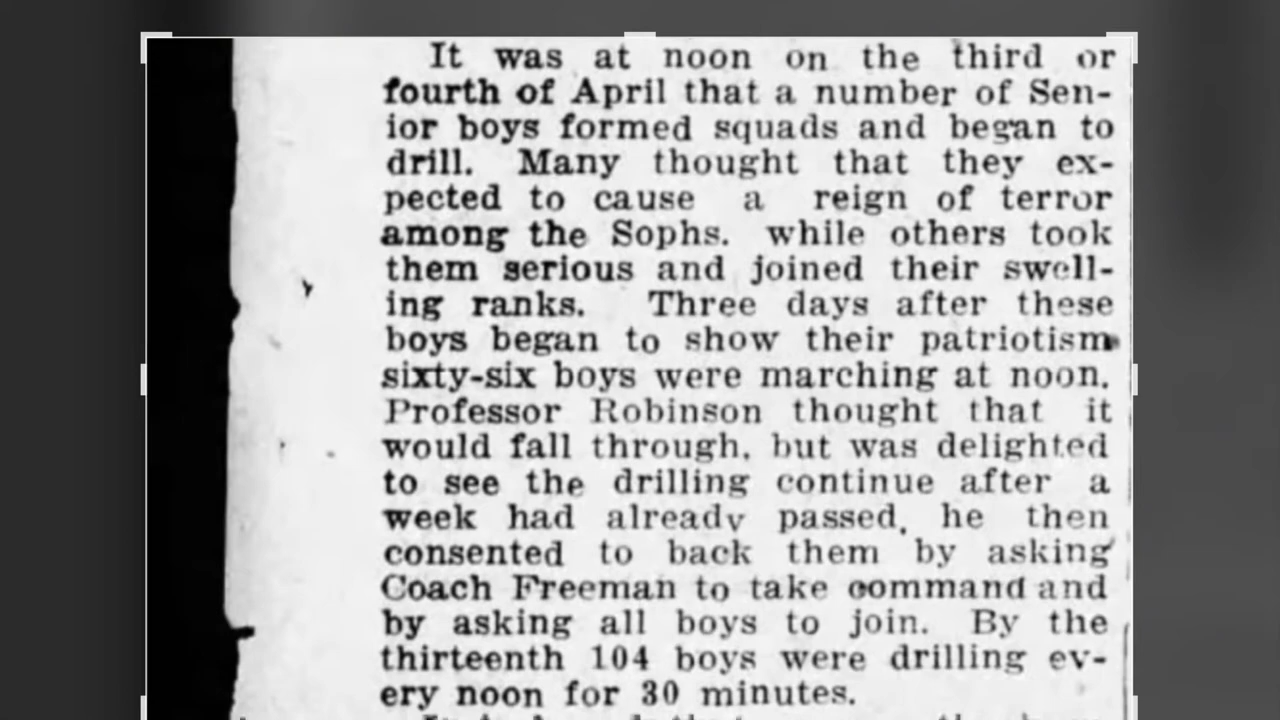 It was at noon on the third or
fourth of April that a number of Sen-
ior boys formed squads and began to
drill. Many thought that they ex-
pected to cause a reign of terror
among the Sophs. while others took
them serious and joined their swell-
ing ranks. Three days after these
boys began to show their patriotism
sixty-six boys were marching at noon.
Professor Robinson thought that it
would fall through, but was delighted
to see the drilling continue after a
week had already passed, he then
consented to back them by asking
Coach Freeman to take command and
by asking all boys to join. By the
thirteenth 104 boys were drilling ev-
ery noon for 30 minutes.